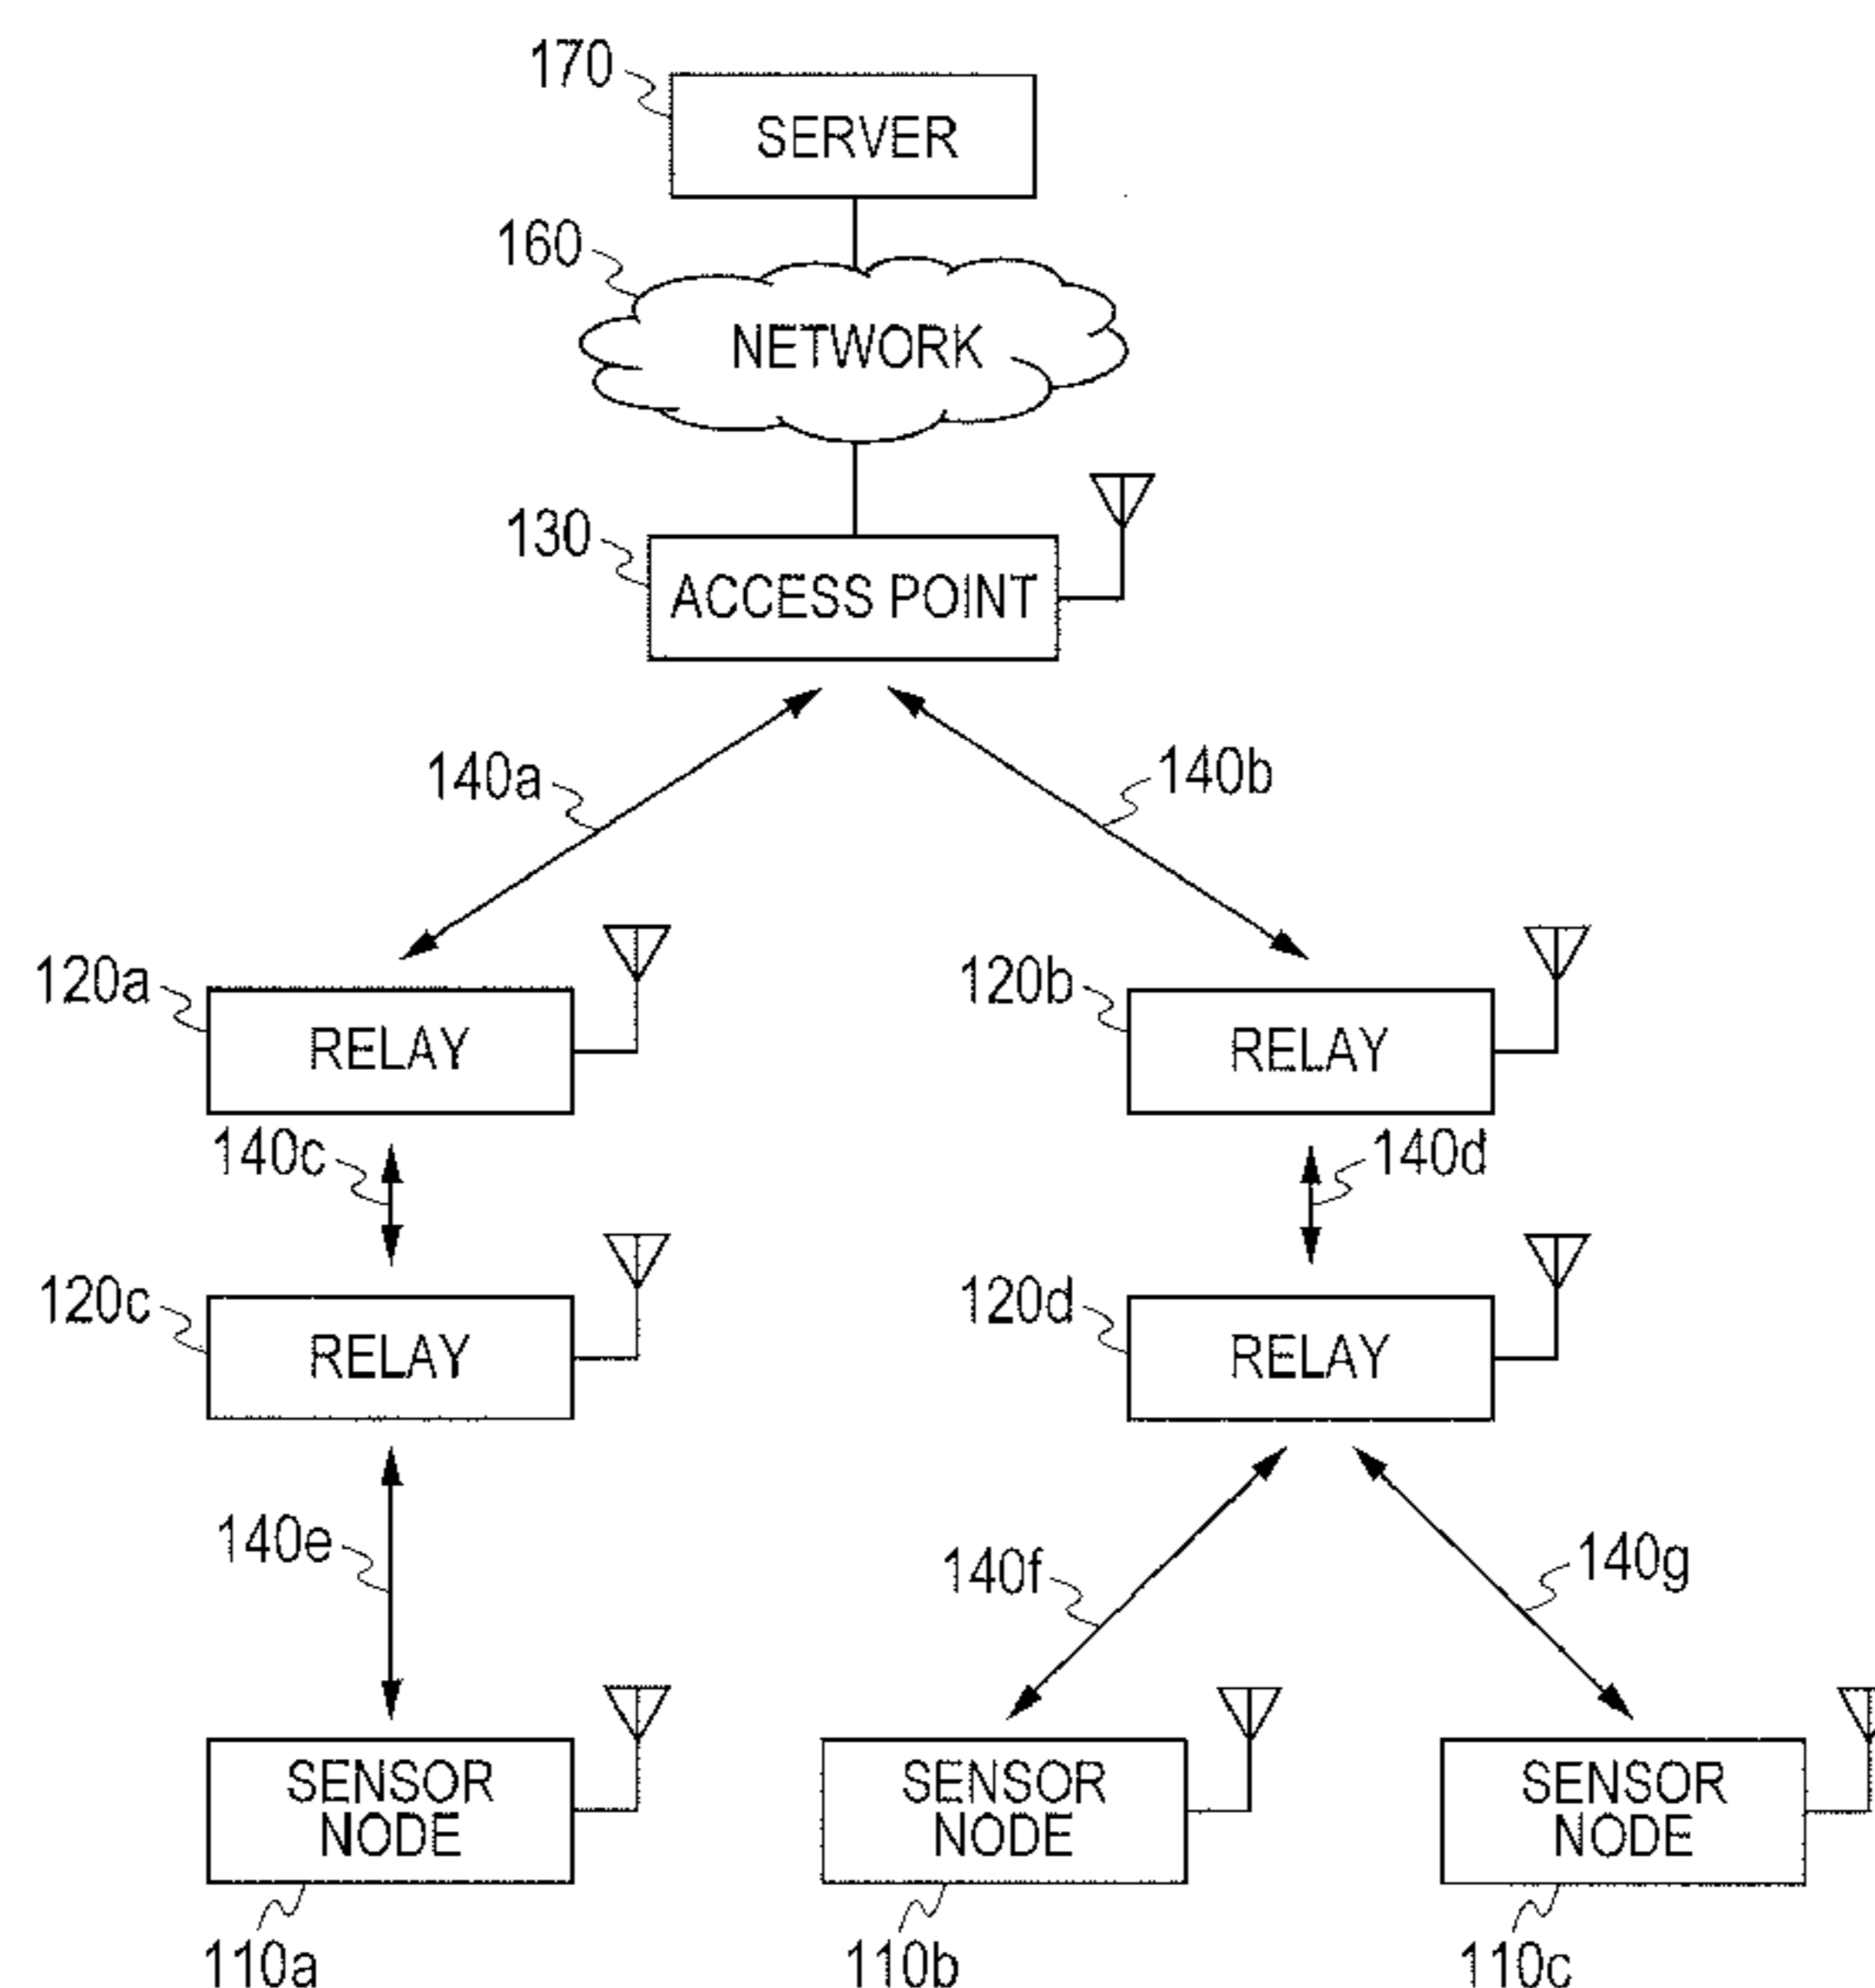 170
SERVER
160
NETWORK
130
ACCESS POINT
140a
140b
120a
RELAY
120b
RELAY
140c
140d
120c
RELAY
120d
RELAY
140e
140f
140g
SENSOR
NODE
SENSOR
NODE
SENSOR
NODE
110a
110b
110c